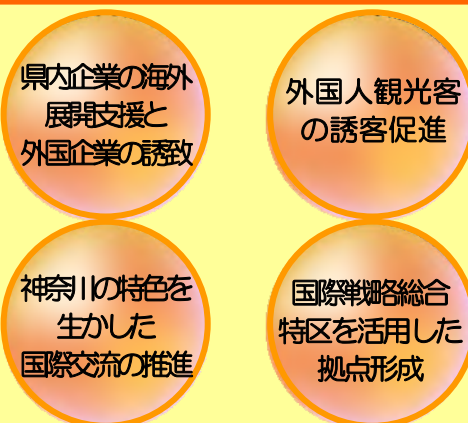 県内企業の海外
展開支援と
外国企業の誘致
外国人観光客
の誘客促進
神奈川の特色を
生かした
国際交流の推進
国際戦略総合
特区を活用した
拠点形成